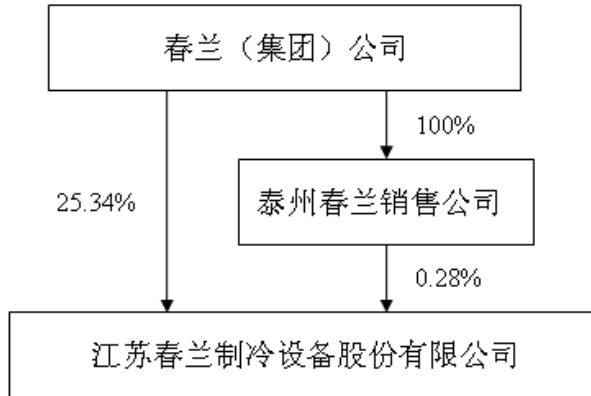 春兰（集团）公司
100%
25.34%
泰州春兰销售公司
0.28%
江苏春兰制冷设备股份有限公司